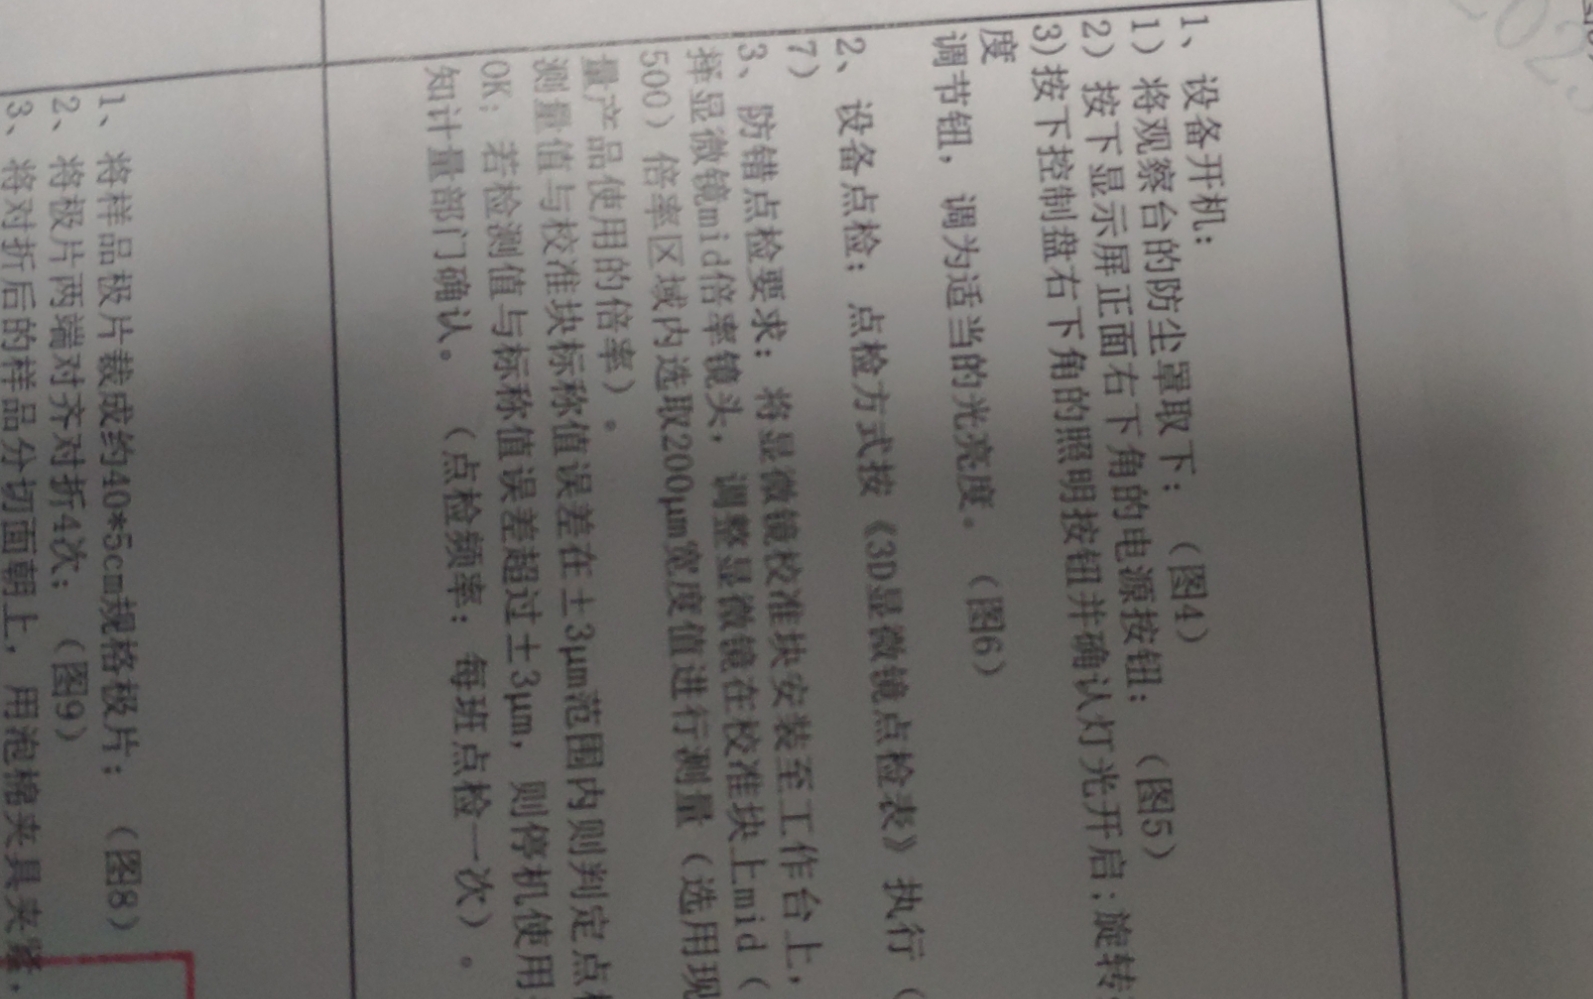 1、设备开机：
1）将观察台的防尘罩取下；（图4）
2）按下显示屏正面右下角的电源按钮；（图5）
3)按下控制盘右下角的照明按钮并确认灯光开启;旋转
度
调节钮，调为适当的光亮度。（图6）
2、设备点检；点检方式按《3D显微镜点检表》执行（
7）
3、防错点检要求：将显微镜校准块安装至工作台上，
择显微镜mid倍率镜头，调整显微镜在校准块上mid（
500）倍率区域内选取200μm宽度值进行测量（选用现
量产品使用的倍率）。
测量值与校准块标称值误差在±3μm范围内则判定点
OK；若检测值与标称值误差超过±3μm，则停机使用
知计量部门确认。（点检频率：每班点检一次）。
1、将样品极片裁成约40*5cm规格极片；（图8）
2、将极片两端对齐对折4次；（图9）
3、将对折后的样品分切面朝上，用泡棉夹具夹紧，